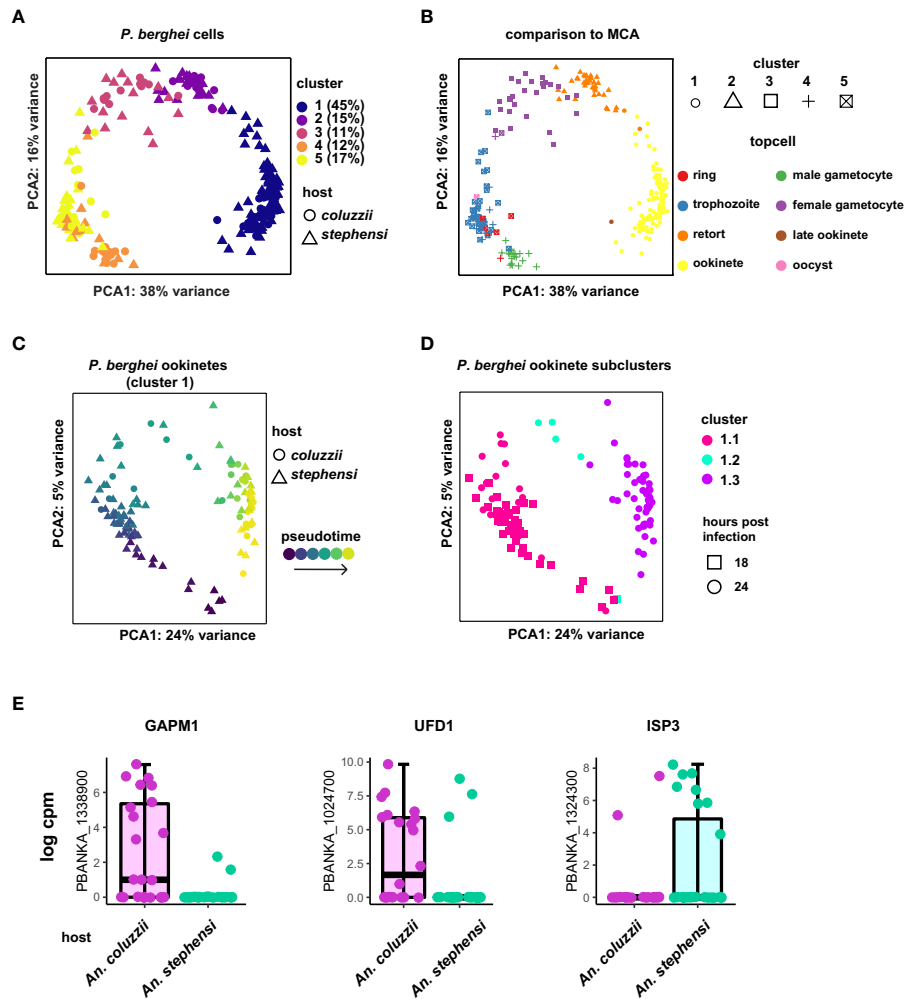 A
P. berghei cells
PCA2: 16% variance
PCA1: 38% variance
cluster
1 (45%)
2 (15%)
3 (11%)
4 (12%)
5 (17%)
host
coluzzii
stephensi
B
comparison to MCA
PCA2: 16% variance
PCA1: 38% variance
cluster
1 2 3 4 5
topcell
ring
male gametocyte
trophozoite
female gametocyte
retort
late ookinete
ookinete
oocyst
C
P. berghei ookinetes
(cluster 1)
PCA2: 5% variance
PCA1: 24% variance
host
coluzzii
stephensi
pseudotime
D
P. berghei ookinete subclusters
PCA2: 5% variance
PCA1: 24% variance
cluster
1.1
1.2
1.3
hours post
infection
18
24
E
log cpm
GAPM1
PBANKA_1338900
6
4
2
0
host
An. coluzzii
An. stephensi
UFD1
PBANKA_1024700
10.0
7.5
5.0
2.5
0.0
An. coluzzii
An. stephensi
ISP3
PBANKA_1324300
8
6
4
2
0
An. coluzzii
An. stephensi